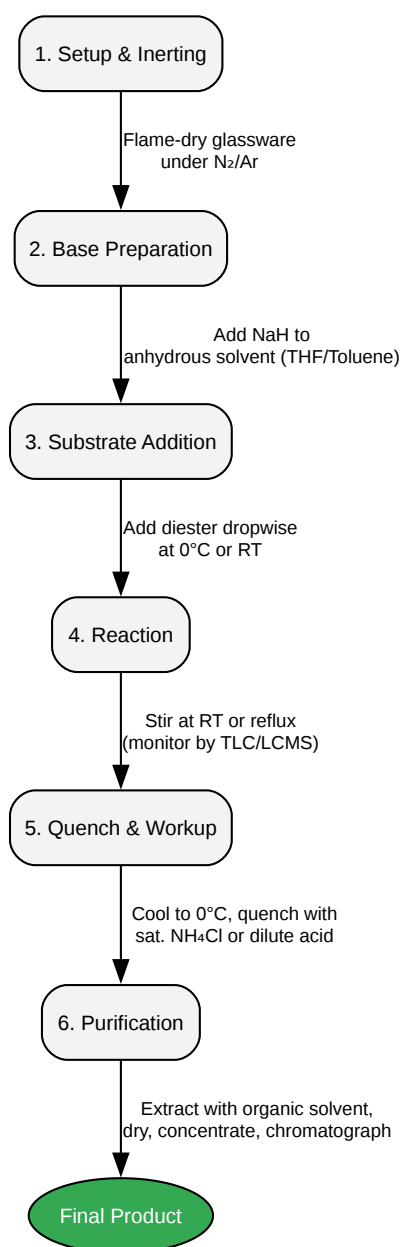 1. Setup & Inerting
Flame-dry glassware
under N₂/Ar
2. Base Preparation
Add NaH to
anhydrous solvent (THF/Toluene)
3. Substrate Addition
Add diester dropwise
at 0°C or RT
4. Reaction
Stir at RT or reflux
(monitor by TLC/LCMS)
5. Quench & Workup
Cool to 0°C, quench with
sat. NH₄Cl or dilute acid
6. Purification
Extract with organic solvent,
dry, concentrate, chromatograph
Final Product